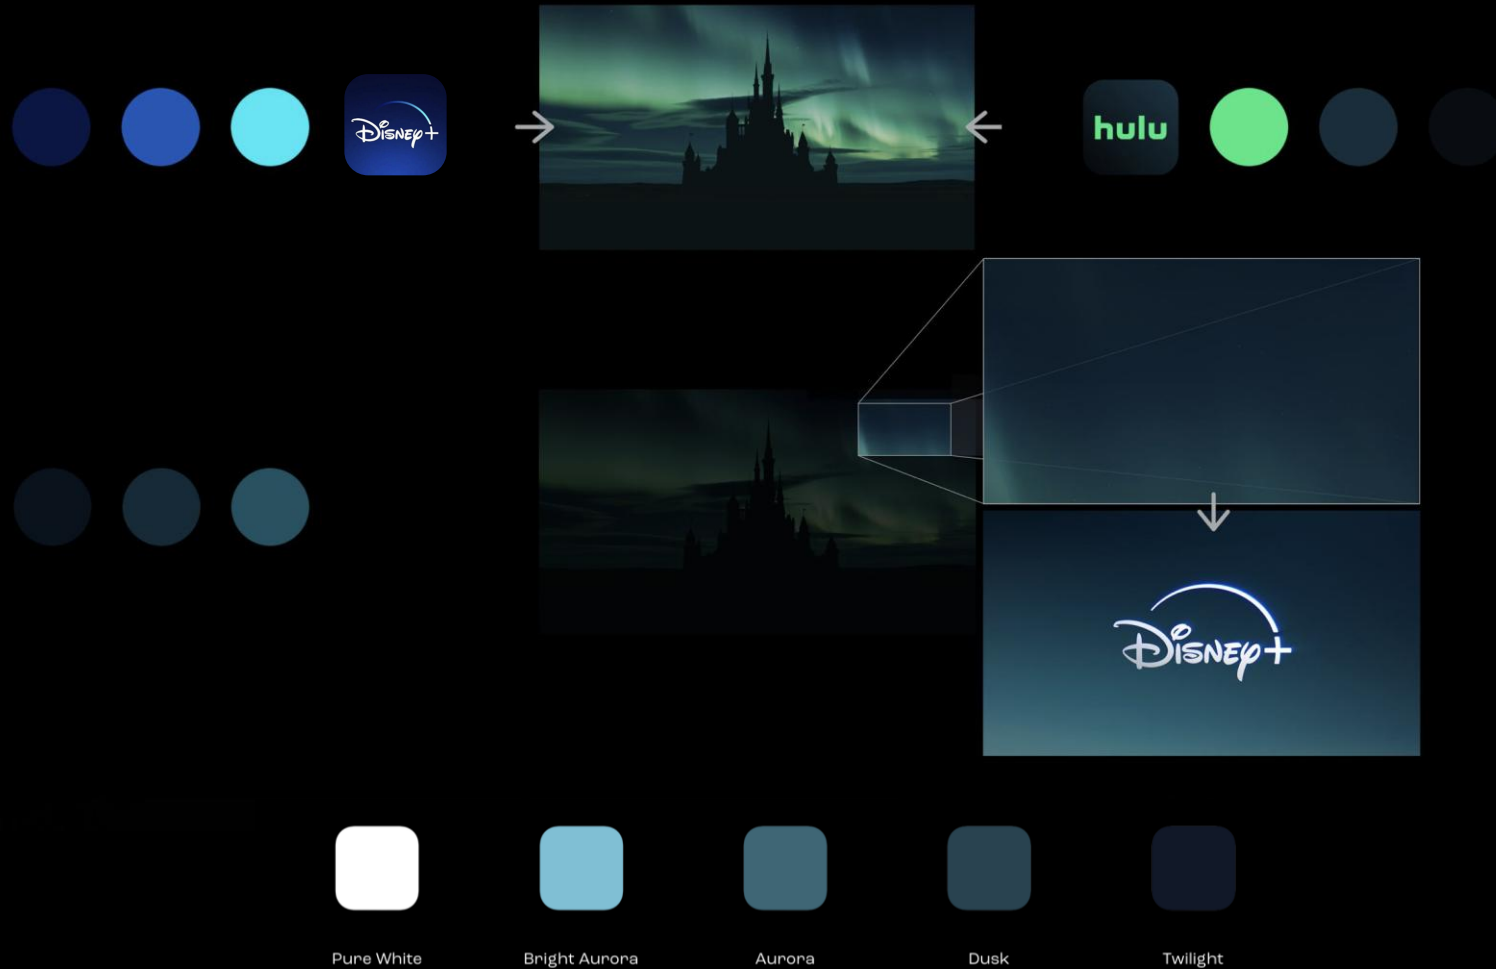 Disney+
hulu
Disney+
Pure White
Bright Aurora
Aurora
Dusk
Twilight